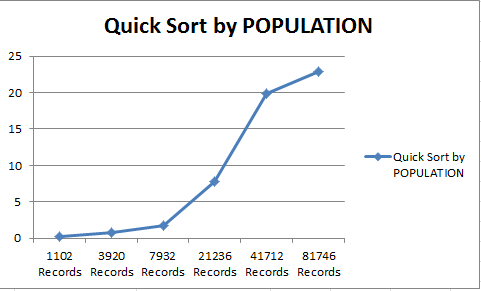 Quick Sort by POPULATION
25
20
15
10
5
0
1102 3920 7932 21236 41712 81746
Records Records Records Records Records Records
Quick Sort by
POPULATION